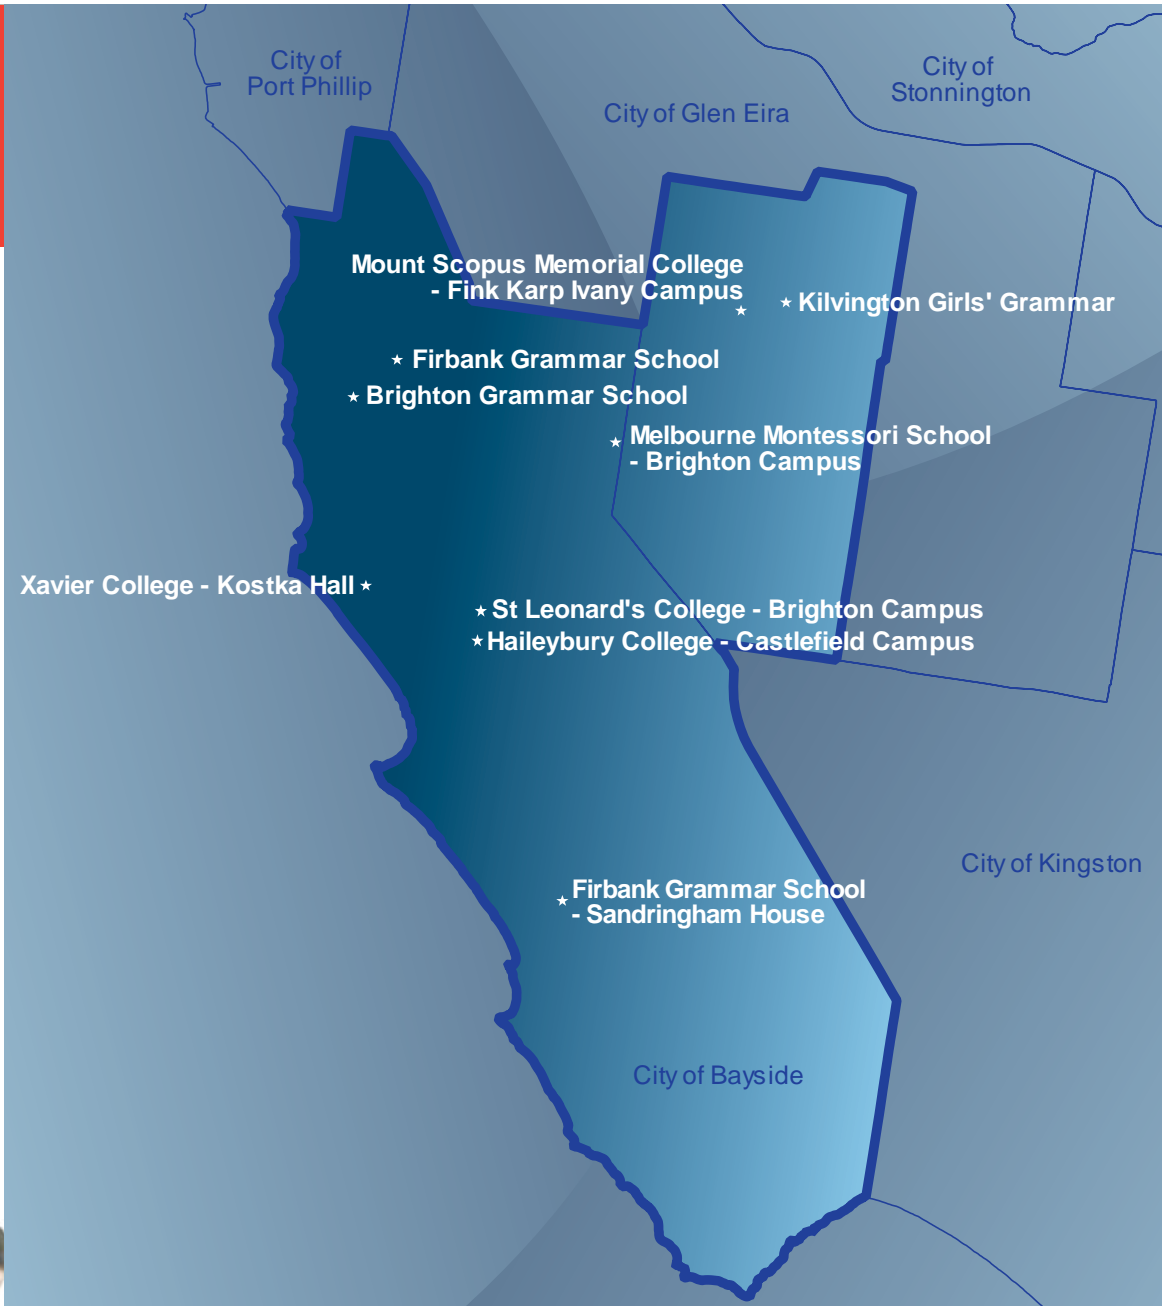 City of
Port Phillip
City of
Stonnington
City of Glen Eira
Mount Scopus Memorial College
- Fink Karp Ivany Campus
Kilvington Girls' Grammar
Firbank Grammar School
Brighton Grammar School
Melbourne Montessori School
- Brighton Campus
Xavier College - Kostka Hall
St Leonard's College - Brighton Campus
Haileybury College - Castlefield Campus
City of Kingston
Firbank Grammar School
- Sandringham House
City of Bayside